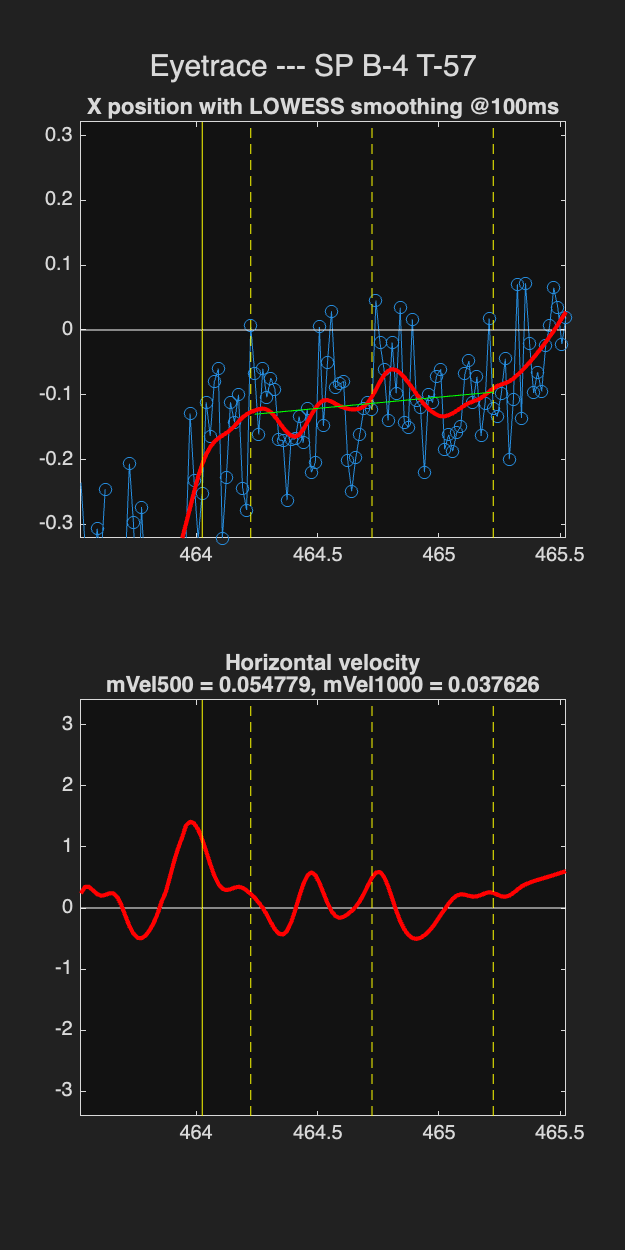 Eyetrace --- SP B-4 T-57
X position with LOWESS smoothing @100ms
0.3
0.2
0.1
0
-0.1
-0.2
-0.3
464 464.5 465 465.5
Horizontal velocity
mVel500 = 0.054779, mVel1000 = 0.037626
3
2
1
0
-1
-2
-3
464 464.5 465 465.5